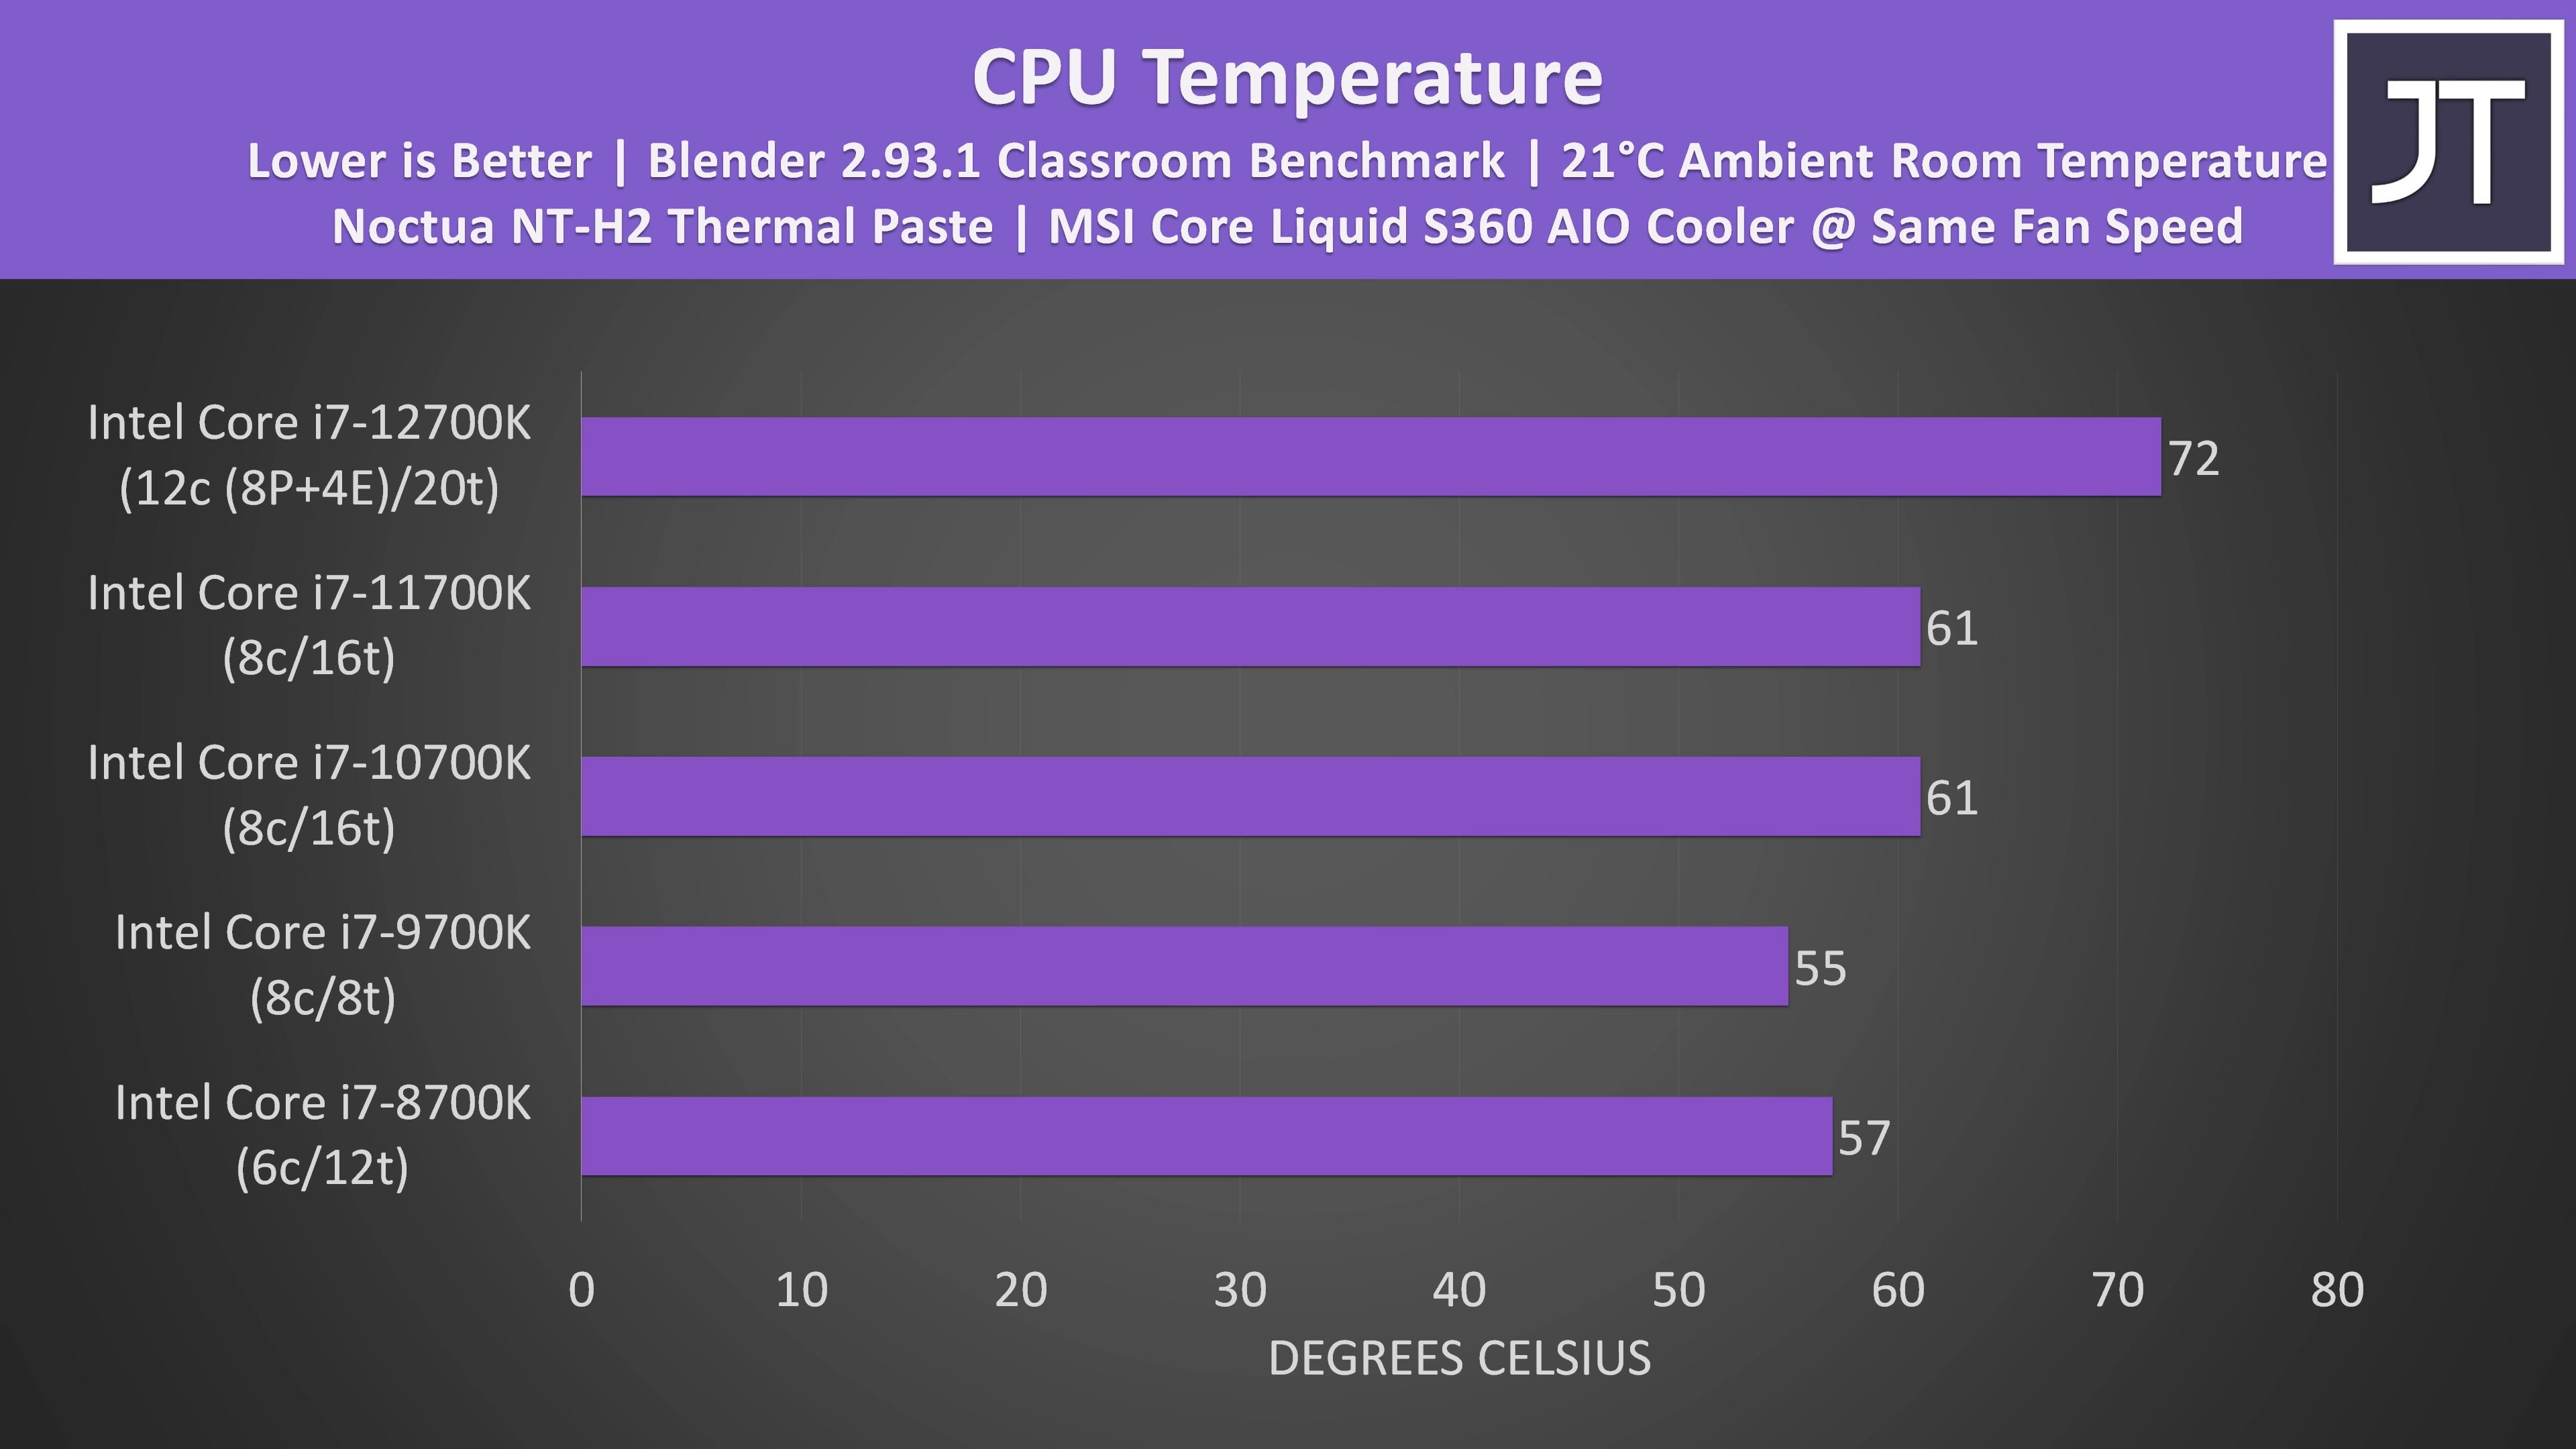 CPU Temperature
Lower is Better | Blender 2.93.1 Classroom Benchmark | 21°C Ambient Room Temperature
Noctua NT-H2 Thermal Paste | MSI Core Liquid S360 AIO Cooler @ Same Fan Speed
JT
Intel Core i7-12700K
(12c (8P+4E)/20t)
72
Intel Core i7-11700K
(8c/16t)
61
Intel Core i7-10700K
(8c/16t)
61
Intel Core i7-9700K
(8c/8t)
55
Intel Core i7-8700K
(6c/12t)
57
0 10 20 30 40 50 60 70 80
DEGREES CELSIUS